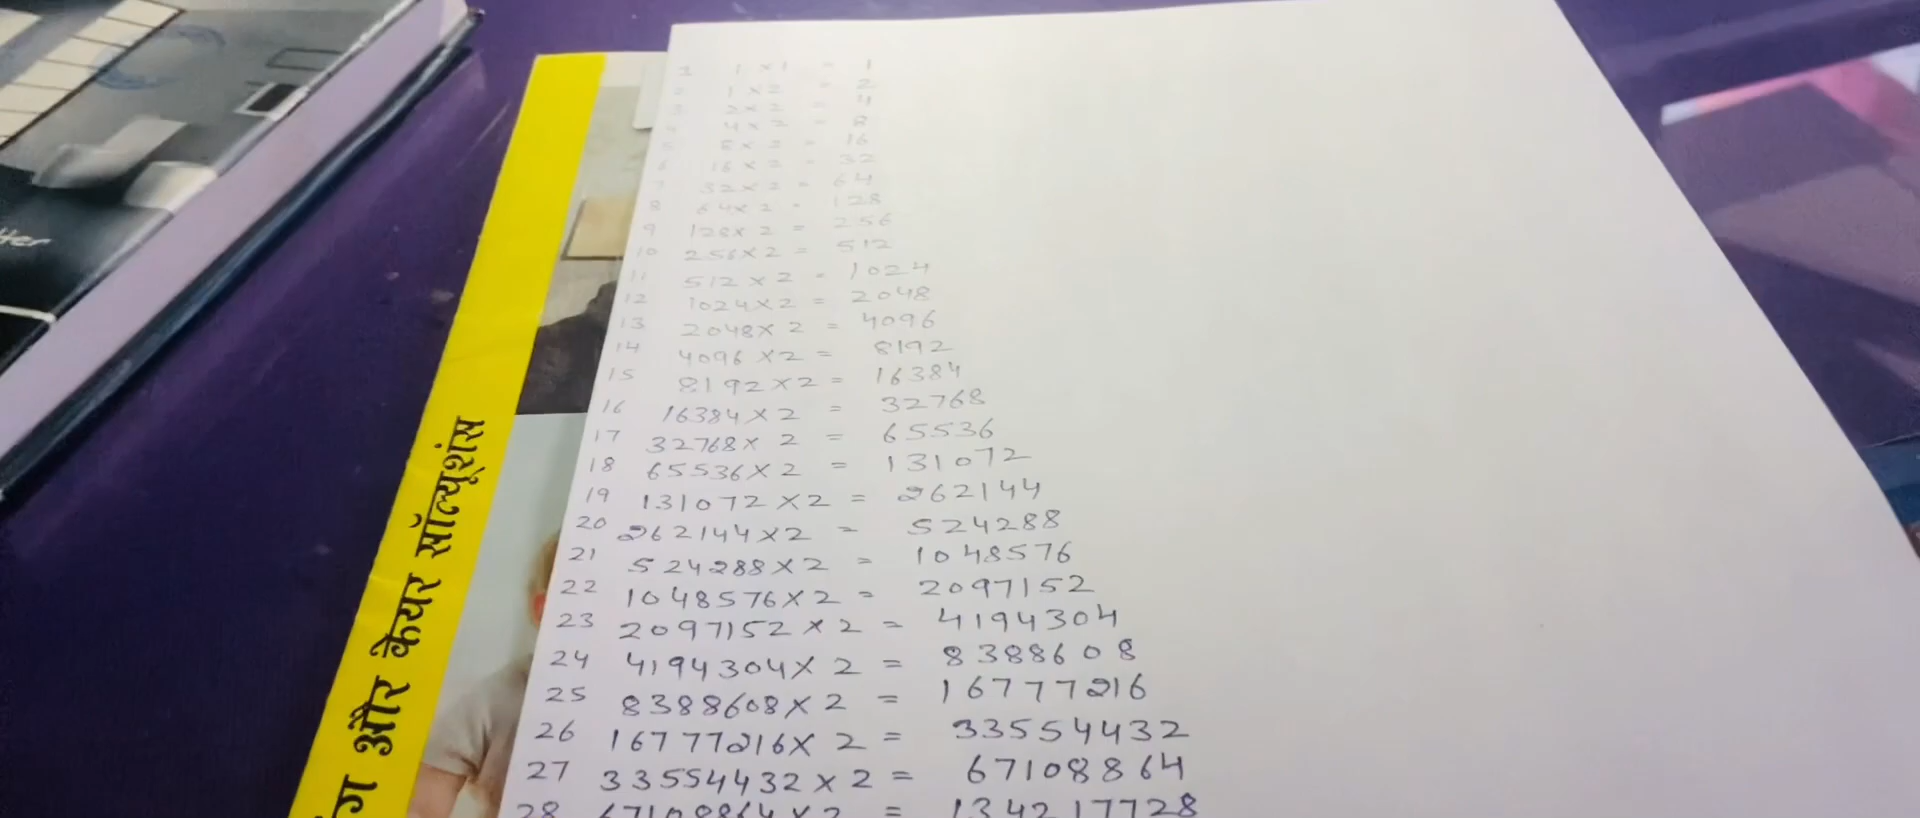 1 1 × 1 = 1
2 1 × 2 = 2
3 2 × 2 = 4
4 4 × 2 = 8
5 8 × 2 = 16
6 16 × 2 = 32
7 32 × 2 = 64
8 64 × 2 = 128
9 128 × 2 = 256
10 256 × 2 = 512
11 512 × 2 = 1024
12 1024 × 2 = 2048
13 2048 × 2 = 4096
14 4096 × 2 = 8192
15 8192 × 2 = 16384
16 16384 × 2 = 32768
17 32768 × 2 = 65536
18 65536 × 2 = 131072
19 131072 × 2 = 262144
20 262144 × 2 = 524288
21 524288 × 2 = 1048576
22 1048576 × 2 = 2097152
23 2097152 × 2 = 4194304
24 4194304 × 2 = 8388608
25 8388608 × 2 = 16777216
26 16777216 × 2 = 33554432
27 33554432 × 2 = 67108864
28 67108864 × 2 = 134217728
और केयर सॉल्यूशंस